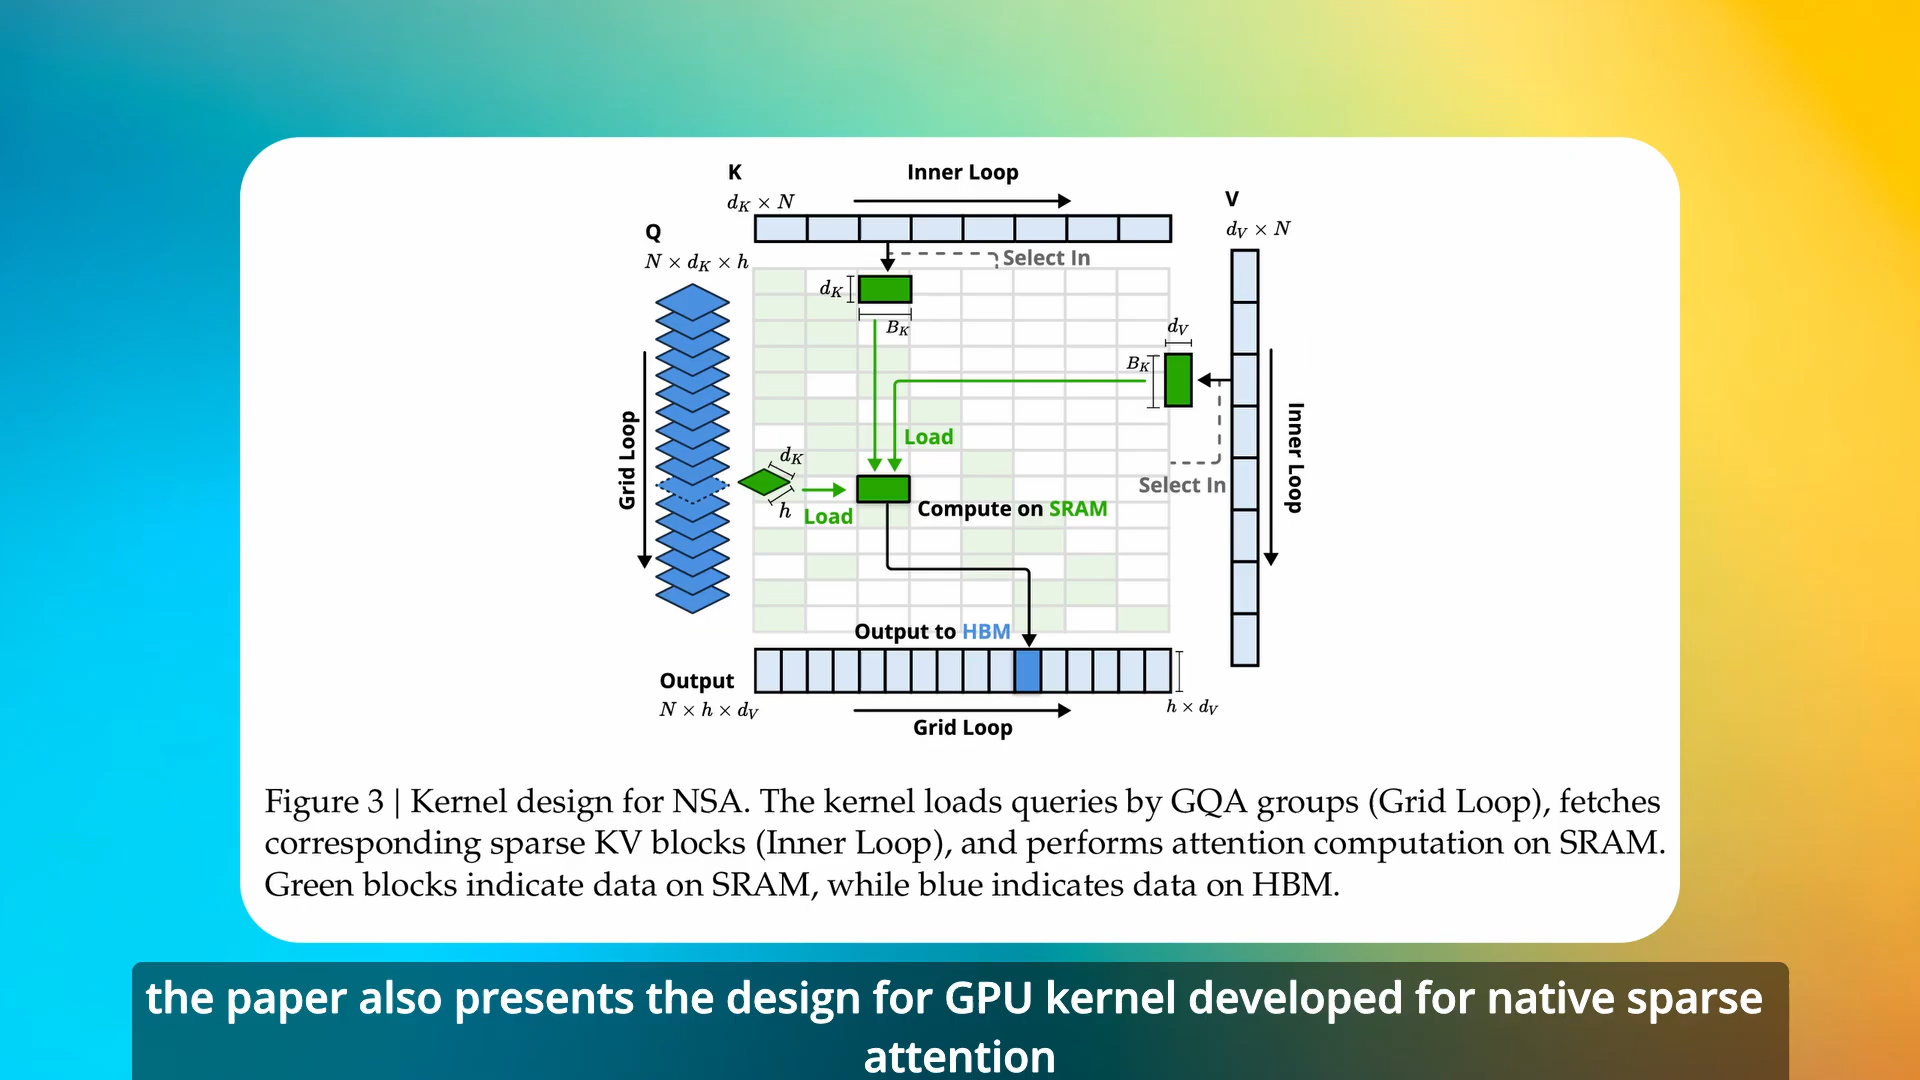 K
Inner Loop
d_K × N
V
d_V × N
Q
N × d_K × h
Select In
d_K
B_K
d_V
B_K
Grid Loop
Inner Loop
Load
d_K
h
Load
Compute on SRAM
Select In
Output to HBM
Output
N × h × d_V
h × d_V
Grid Loop
Figure 3 | Kernel design for NSA. The kernel loads queries by GQA groups (Grid Loop), fetches
corresponding sparse KV blocks (Inner Loop), and performs attention computation on SRAM.
Green blocks indicate data on SRAM, while blue indicates data on HBM.
the paper also presents the design for GPU kernel developed for native sparse
attention